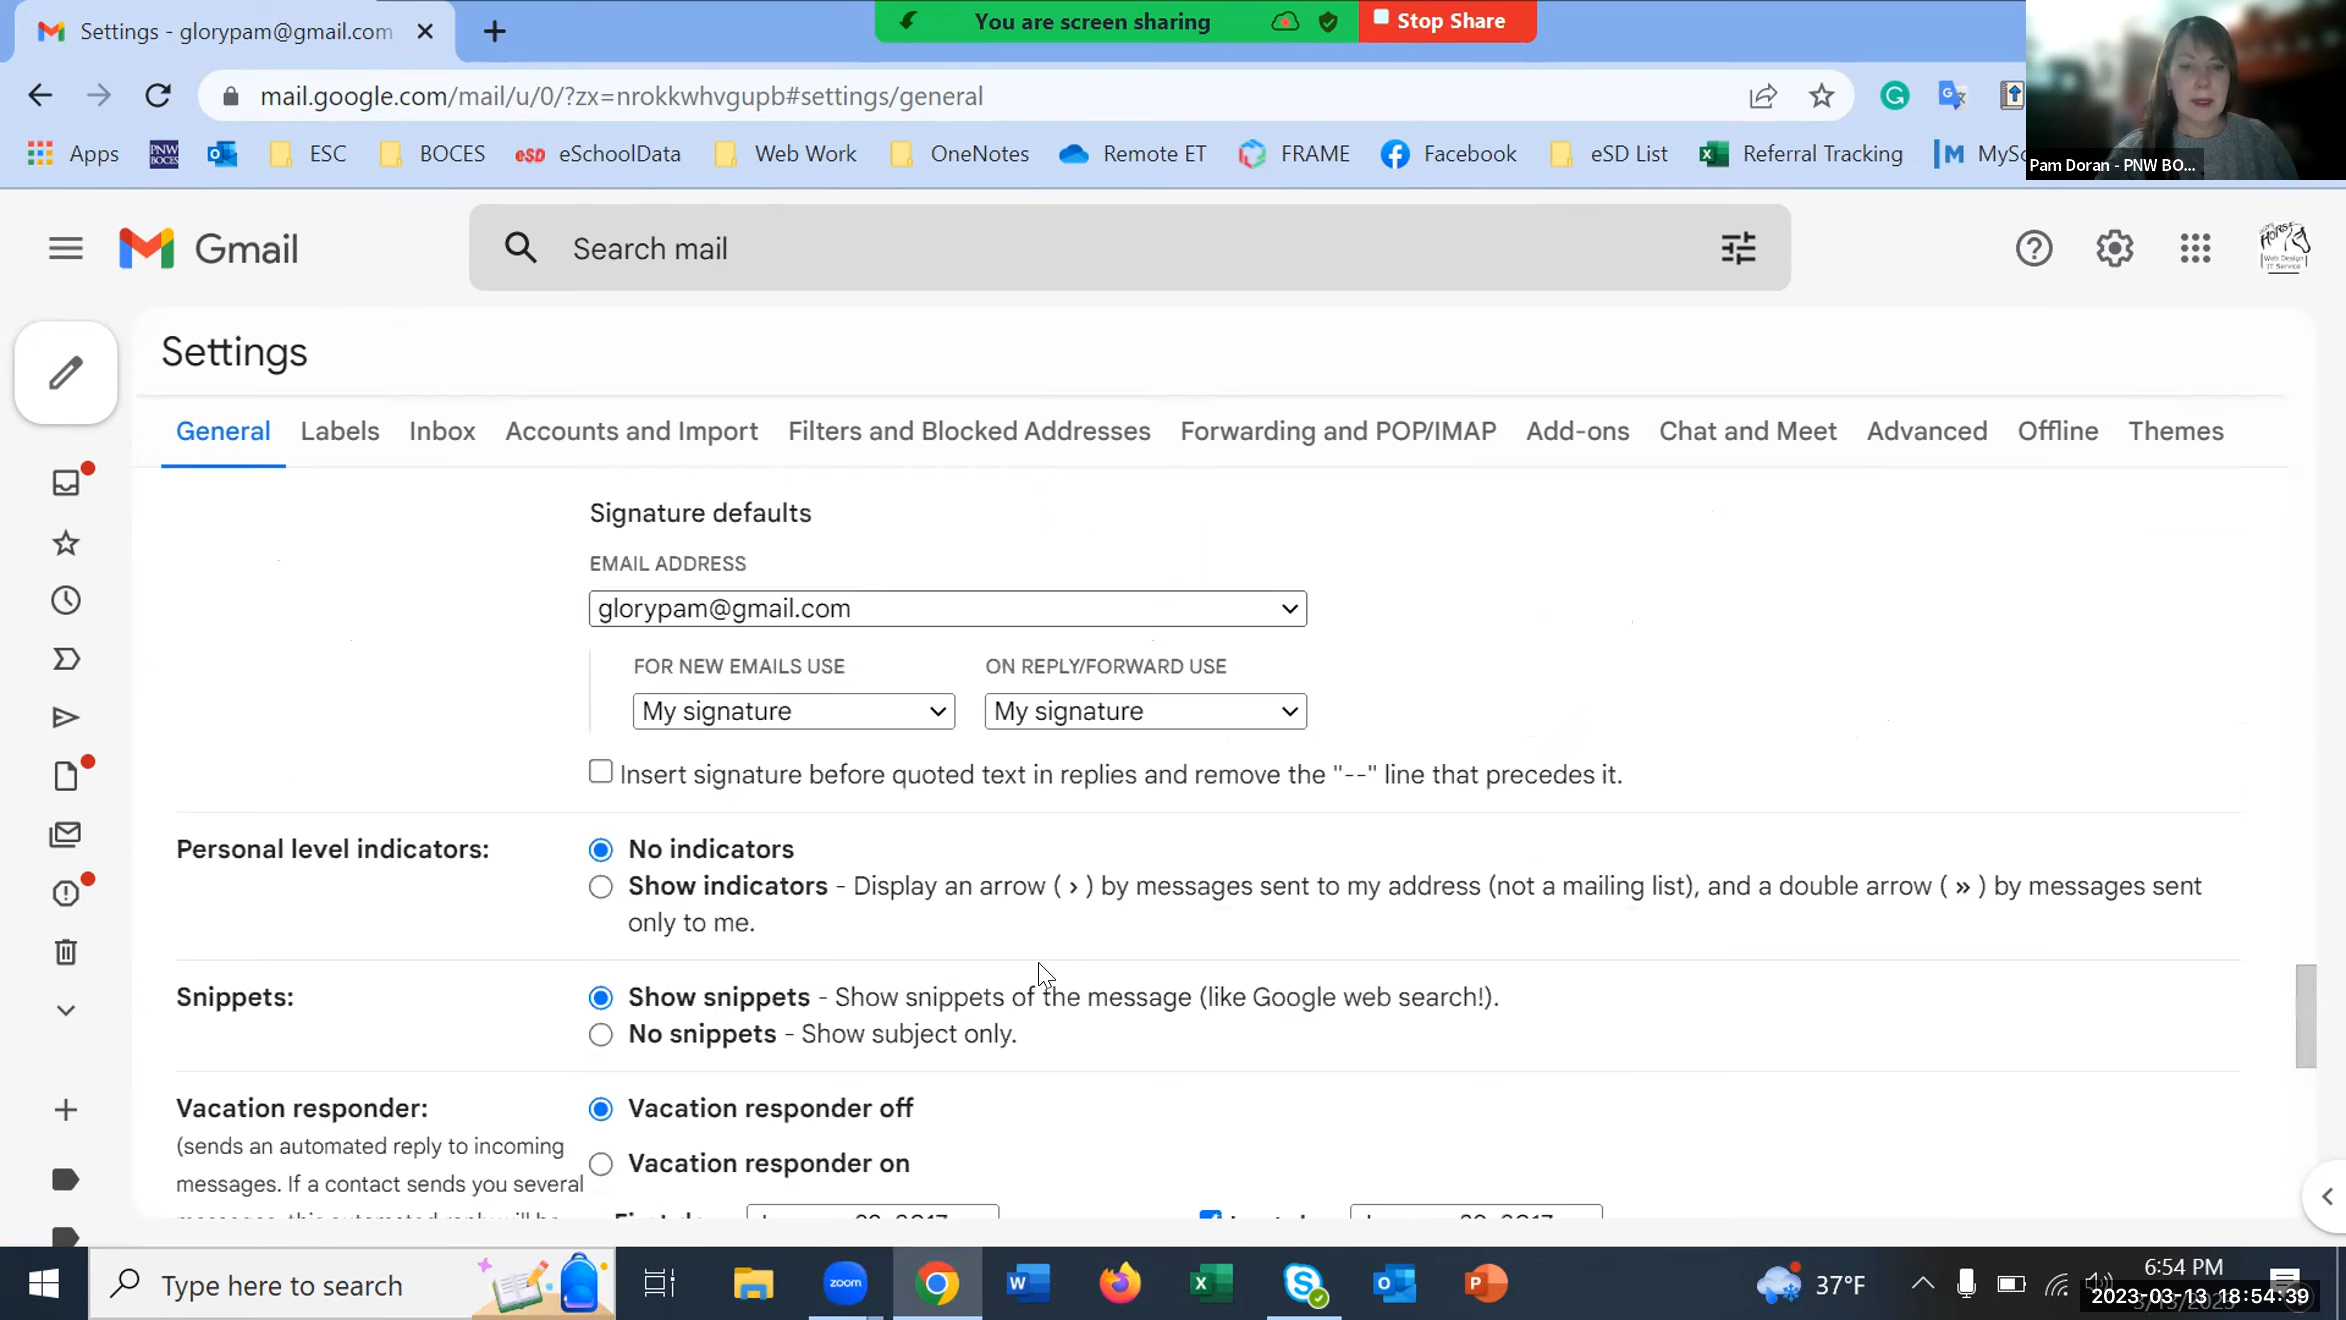 Settings - glorypam@gmail.com
You are screen sharing
Stop Share
mail.google.com/mail/u/0/?zx=nrokkwhvgupb#settings/general
Apps
PNW BOCES
ESC
BOCES
eSD eSchoolData
Web Work
OneNotes
Remote ET
FRAME
Facebook
eSD List
Referral Tracking
Pam Doran - PNW BO...
Gmail
Search mail
HORSE
Web Design
IT Service
Settings
General
Labels
Inbox
Accounts and Import
Filters and Blocked Addresses
Forwarding and POP/IMAP
Add-ons
Chat and Meet
Advanced
Offline
Themes
Signature defaults
EMAIL ADDRESS
glorypam@gmail.com
FOR NEW EMAILS USE
ON REPLY/FORWARD USE
My signature
My signature
Insert signature before quoted text in replies and remove the "--" line that precedes it.
Personal level indicators:
No indicators
Show indicators - Display an arrow ( › ) by messages sent to my address (not a mailing list), and a double arrow ( » ) by messages sent
only to me.
Snippets:
Show snippets - Show snippets of the message (like Google web search!).
No snippets - Show subject only.
Vacation responder:
Vacation responder off
(sends an automated reply to incoming
messages. If a contact sends you several
Vacation responder on
Type here to search
zoom
37°F
6:54 PM
2023-03-13 18:54:39